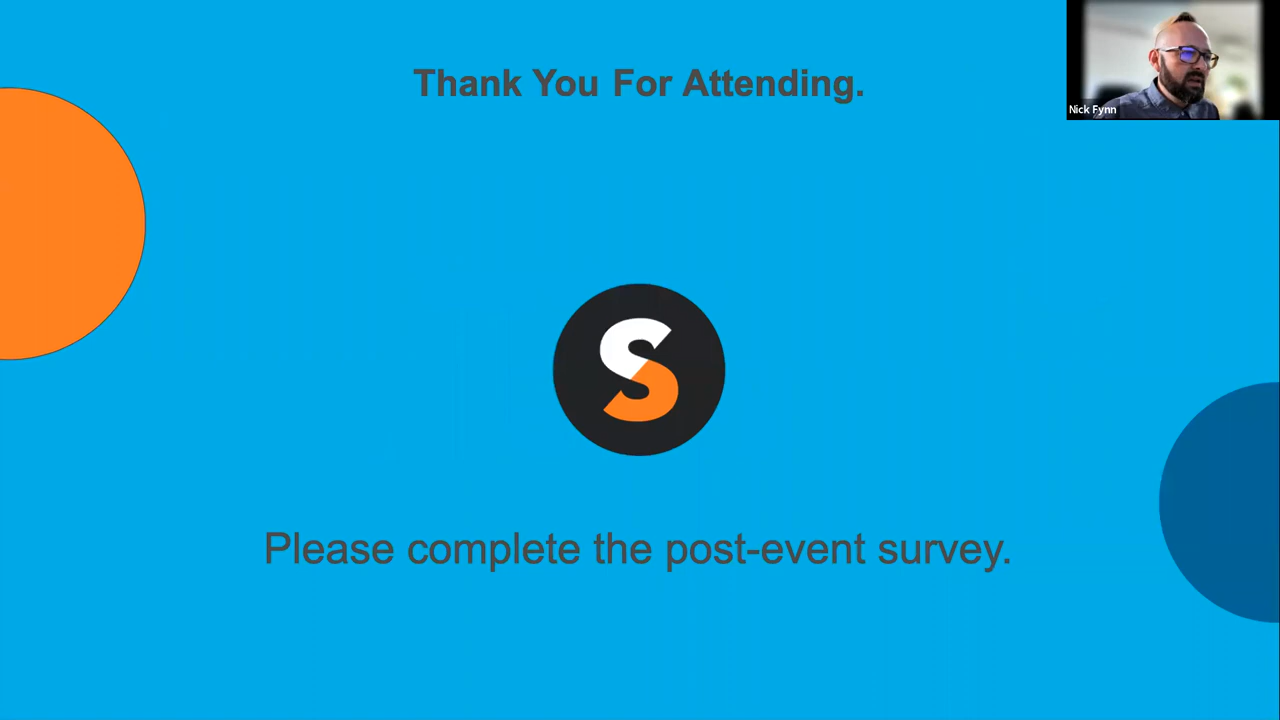 Thank You For Attending.
Nick Fynn
S
Please complete the post-event survey.